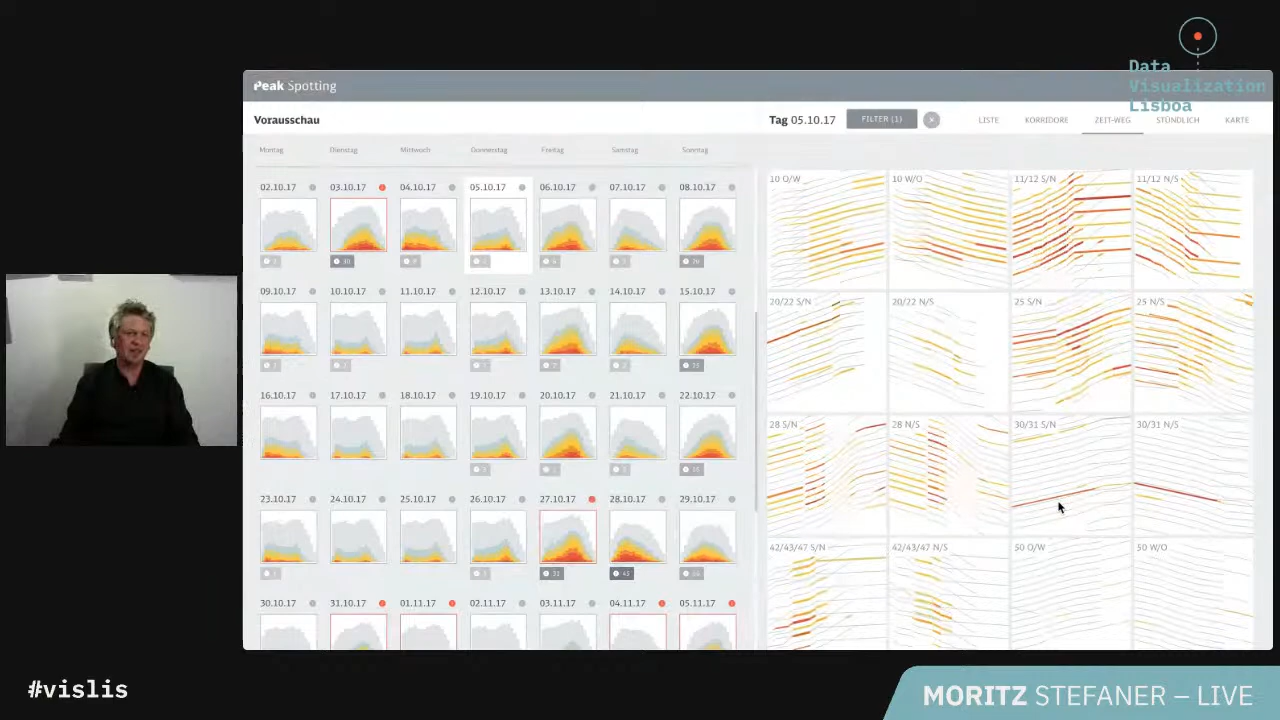 Data
Visualization
Lisboa
Peak Spotting
Vorausschau
Tag 05.10.17
FILTER (1)
LISTE
KORRIDORE
ZEIT-WEG
STÜNDLICH
KARTE
Montag Dienstag Mittwoch Donnerstag Freitag Samstag Sonntag
02.10.17 03.10.17 04.10.17 05.10.17 06.10.17 07.10.17 08.10.17
09.10.17 10.10.17 11.10.17 12.10.17 13.10.17 14.10.17 15.10.17
16.10.17 17.10.17 18.10.17 19.10.17 20.10.17 21.10.17 22.10.17
23.10.17 24.10.17 25.10.17 26.10.17 27.10.17 28.10.17 29.10.17
30.10.17 31.10.17 01.11.17 02.11.17 03.11.17 04.11.17 05.11.17
10 O/W 10 W/O 11/12 S/N 11/12 N/S
20/22 S/N 20/22 N/S 25 S/N 25 N/S
28 S/N 28 N/S 30/31 S/N 30/31 N/S
42/43/47 S/N 42/43/47 N/S 50 O/W 50 W/O
#vislis
MORITZ STEFANER – LIVE